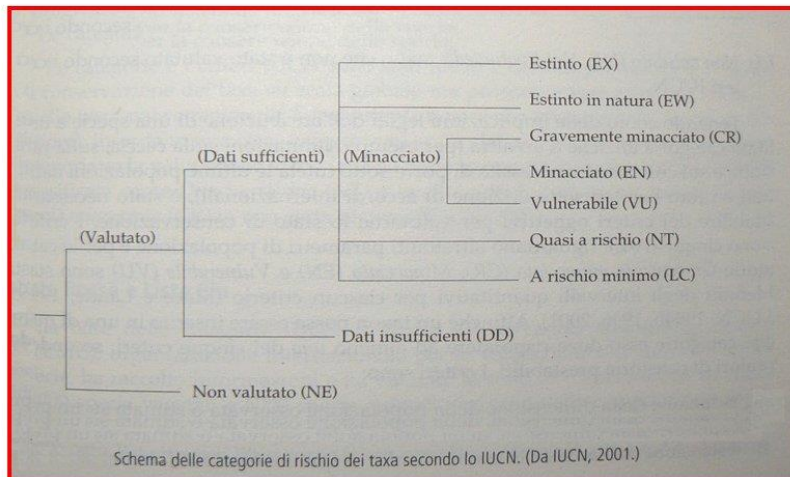 Estinto (EX)
Estinto in natura (EW)
Gravemente minacciato (CR)
(Dati sufficienti) (Minacciato)
Minacciato (EN)
Vulnerabile (VU)
(Valutato)
Quasi a rischio (NT)
A rischio minimo (LC)
Dati insufficienti (DD)
Non valutato (NE)
Schema delle categorie di rischio dei taxa secondo lo IUCN. (Da IUCN, 2001.)